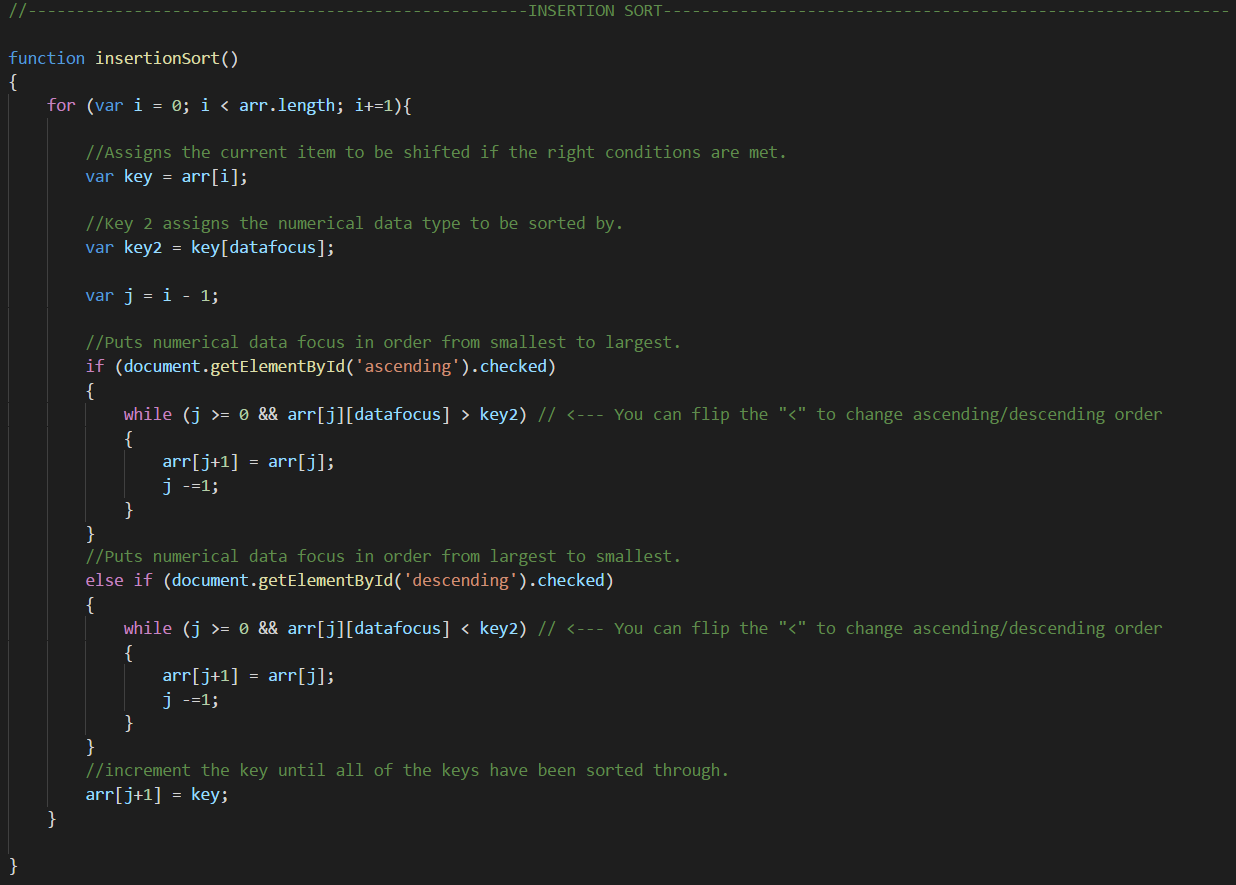 //----------------------------------------------------INSERTION SORT-----------------------------------------------------------
function insertionSort()
{
    for (var i = 0; i < arr.length; i+=1){
        //Assigns the current item to be shifted if the right conditions are met.
        var key = arr[i];
        //Key 2 assigns the numerical data type to be sorted by.
        var key2 = key[datafocus];
        var j = i - 1;
        //Puts numerical data focus in order from smallest to largest.
        if (document.getElementById('ascending').checked)
        {
            while (j >= 0 && arr[j][datafocus] > key2) // <--- You can flip the "<" to change ascending/descending order
            {
                arr[j+1] = arr[j];
                j -=1;
            }
        }
        //Puts numerical data focus in order from largest to smallest.
        else if (document.getElementById('descending').checked)
        {
            while (j >= 0 && arr[j][datafocus] < key2) // <--- You can flip the "<" to change ascending/descending order
            {
                arr[j+1] = arr[j];
                j -=1;
            }
        }
        //increment the key until all of the keys have been sorted through.
        arr[j+1] = key;
    }
}